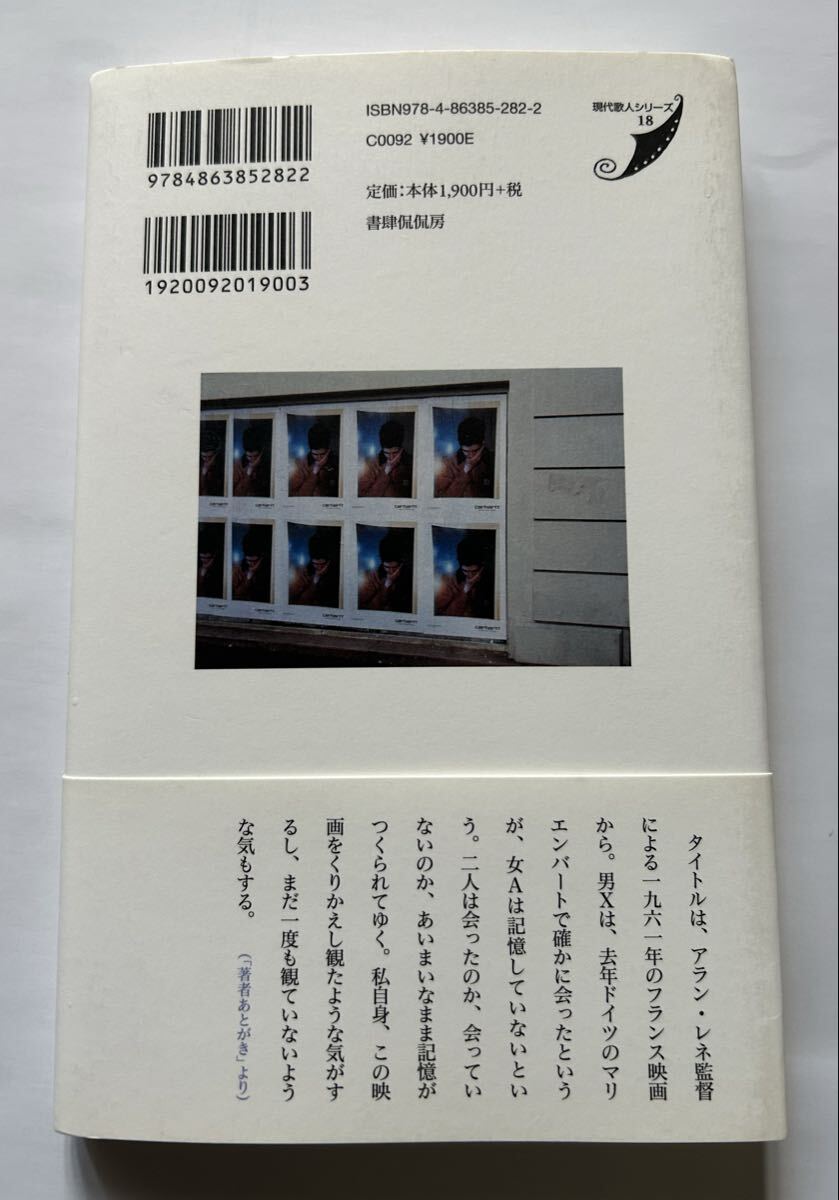 ISBN978-4-86385-282-2
C0092 ¥1900E
定価:本体1,900円+税
書肆侃侃房
現代歌人シリーズ
18
9784863852822
1920092019003
carhartt
carhartt
carhartt
carhartt
carhartt
carhartt
carhartt
carhartt
carhartt
carhartt
タイトルは、アラン・レネ監督
による一九六一年のフランス映画
から。男Xは、去年ドイツのマリ
エンバートで確かに会ったという
が、女Aは記憶していないとい
う。二人は会ったのか、会ってい
ないのか、あいまいなまま記憶が
つくられてゆく。私自身、この映
画をくりかえし観たような気がす
るし、まだ一度も観ていないよう
な気もする。
(「著者あとがき」より)